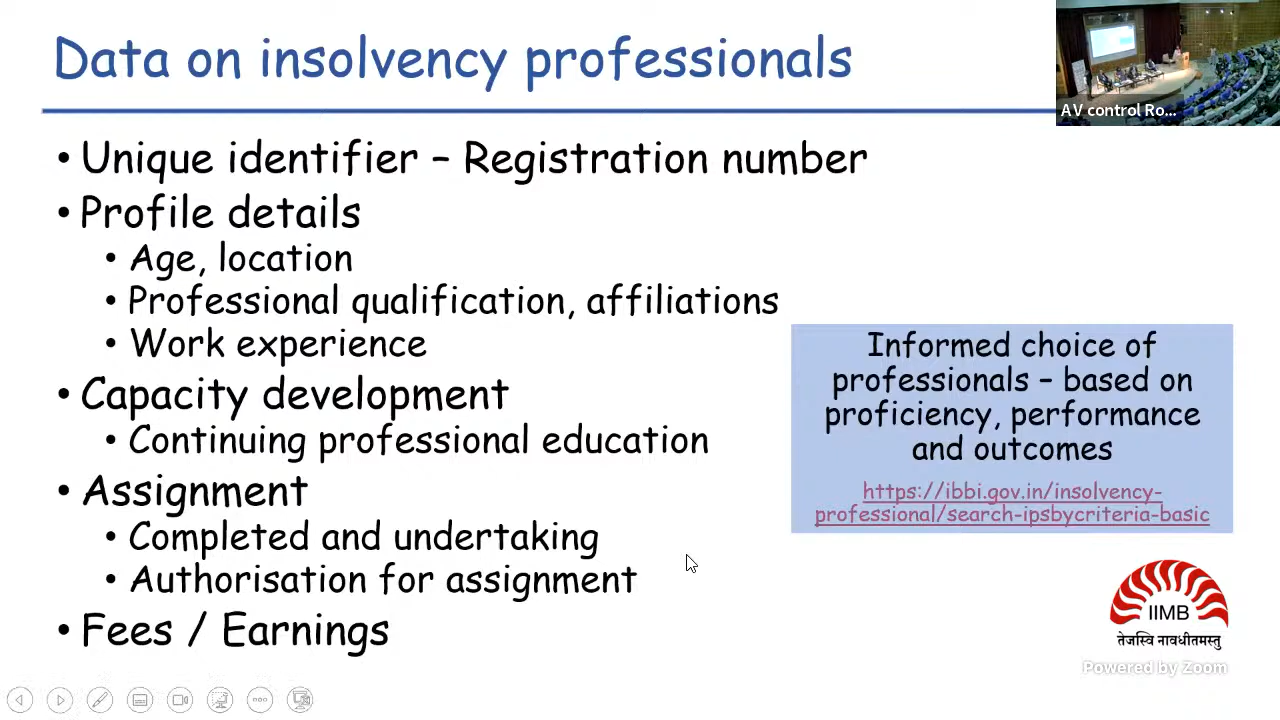 Data on insolvency professionals
AV control Ro...
• Unique identifier – Registration number
• Profile details
• Age, location
• Professional qualification, affiliations
• Work experience
• Capacity development
• Continuing professional education
• Assignment
• Completed and undertaking
• Authorisation for assignment
• Fees / Earnings
Informed choice of
professionals – based on
proficiency, performance
and outcomes
https://ibbi.gov.in/insolvency-
professional/search-ipsbycriteria-basic
IIMB
तेजस्वि नावधीतमस्तु
Powered by Zoom